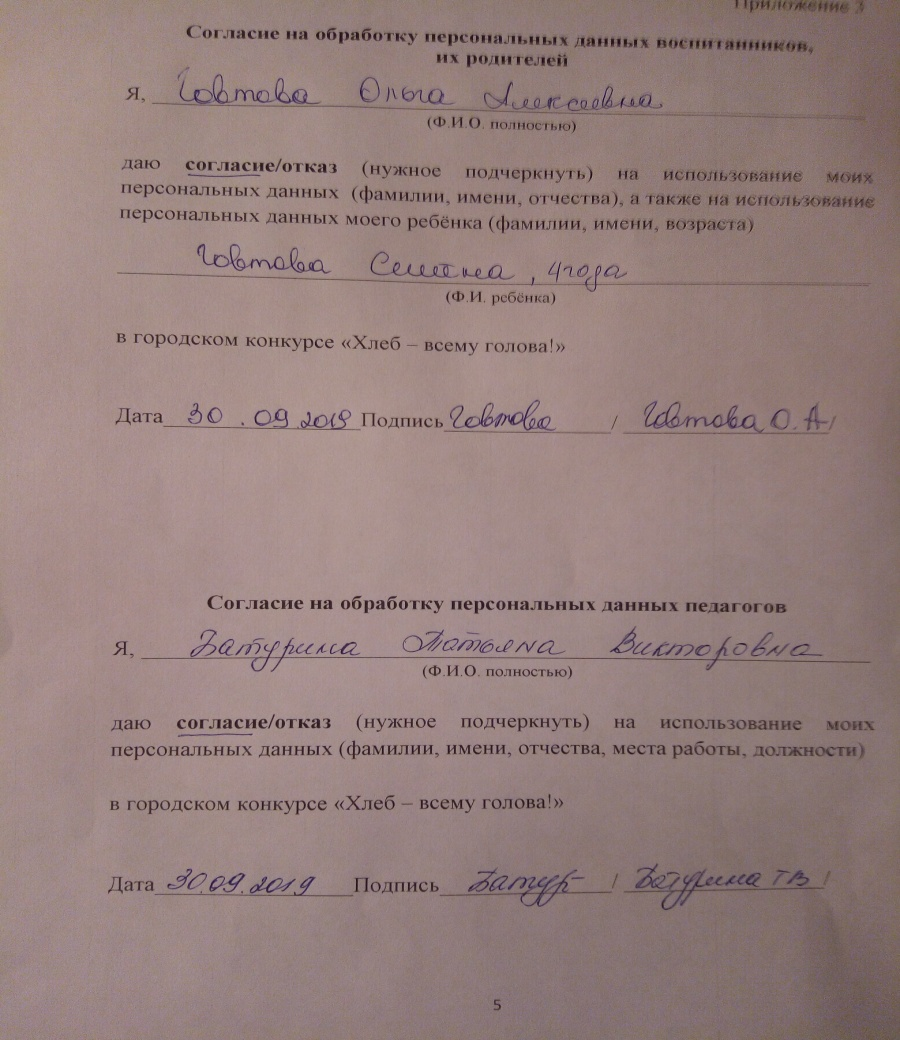 Приложение 3
Согласие на обработку персональных данных воспитанников,
их родителей
Я, Говтова Ольга Алексеевна
(Ф.И.О. полностью)
даю согласие/отказ (нужное подчеркнуть) на использование моих
персональных данных (фамилии, имени, отчества), а также на использование
персональных данных моего ребёнка (фамилии, имени, возраста)
Говтова , 4 года
(Ф.И. ребёнка)
в городском конкурсе «Хлеб – всему голова!»
Дата 30.09.2019 Подпись Говтова / Говтова О.А/
Согласие на обработку персональных данных педагогов
Я, Батурина Татьяна Викторовна
(Ф.И.О. полностью)
даю согласие/отказ (нужное подчеркнуть) на использование моих
персональных данных (фамилии, имени, отчества, места работы, должности)
в городском конкурсе «Хлеб – всему голова!»
Дата 30.09.2019 Подпись Батур / Батурина ТВ /
5